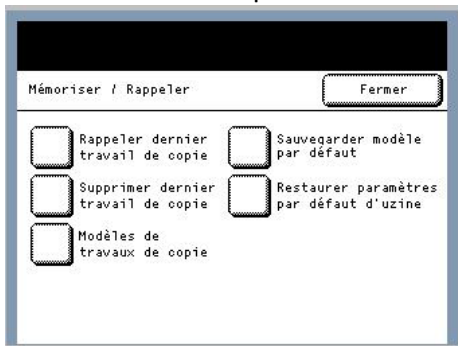 Mémoriser / Rappeler
Fermer
Rappeler dernier
travail de copie
Sauvegarder modèle
par défaut
Supprimer dernier
travail de copie
Restaurer paramètres
par défaut d'uzine
Modèles de
travaux de copie